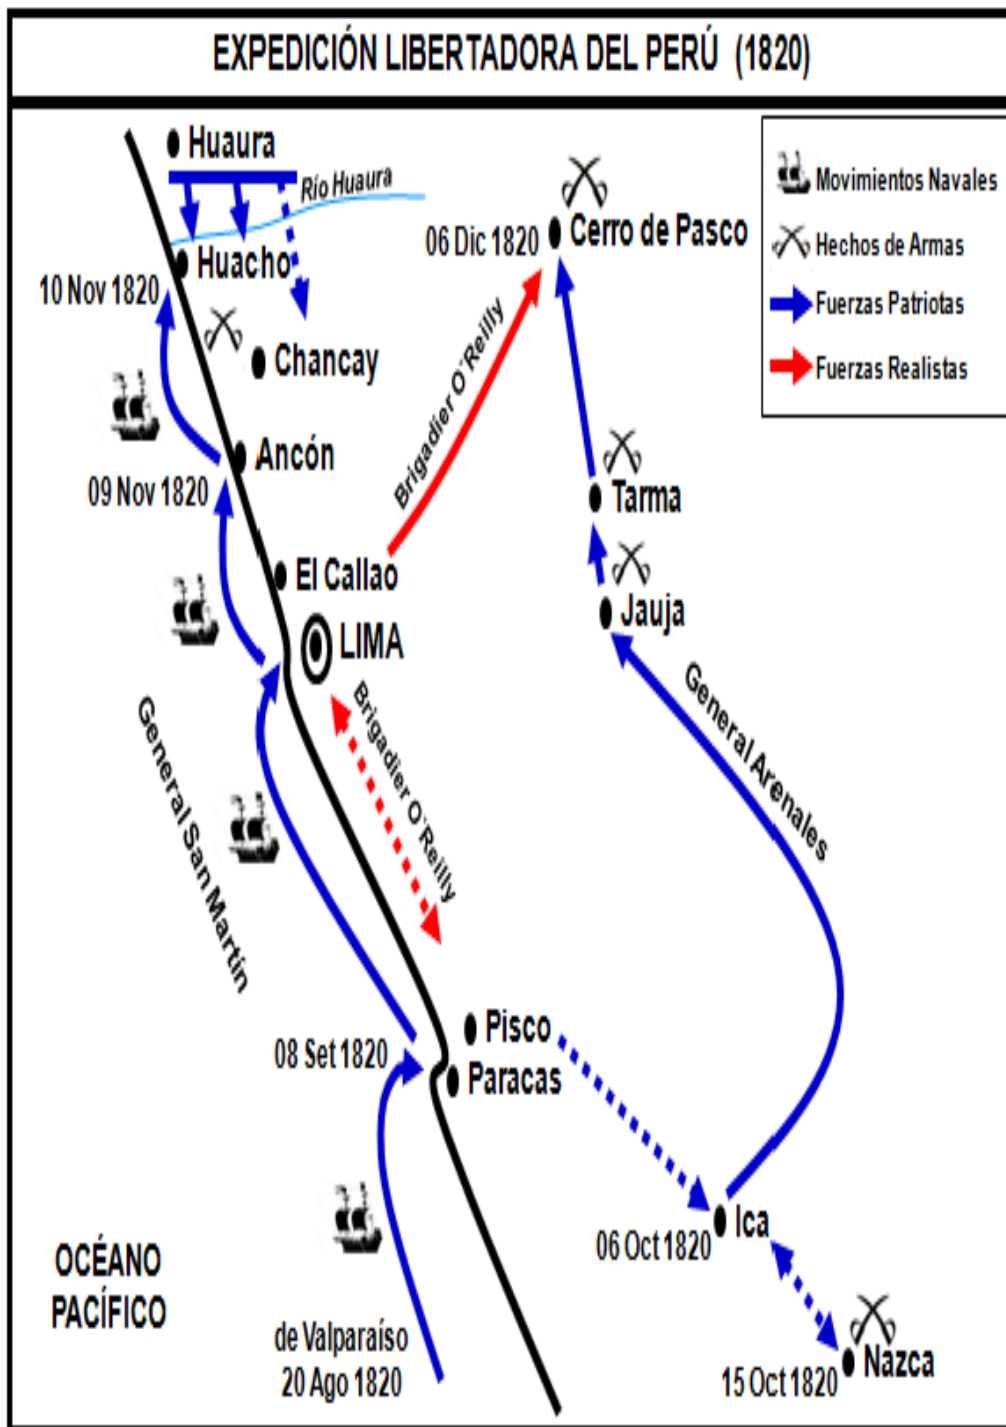 EXPEDICIÓN LIBERTADORA DEL PERÚ (1820)
Huaura
Río Huaura
Huacho
10 Nov 1820
Chancay
Ancón
09 Nov 1820
El Callao
LIMA
06 Dic 1820
Cerro de Pasco
Brigadier O´Reilly
Tarma
Jauja
General Arenales
Brigadier O´Reilly
General San Martín
Pisco
08 Set 1820
Paracas
Ica
06 Oct 1820
Nazca
15 Oct 1820
OCÉANO
PACÍFICO
de Valparaíso
20 Ago 1820
Movimientos Navales
Hechos de Armas
Fuerzas Patriotas
Fuerzas Realistas